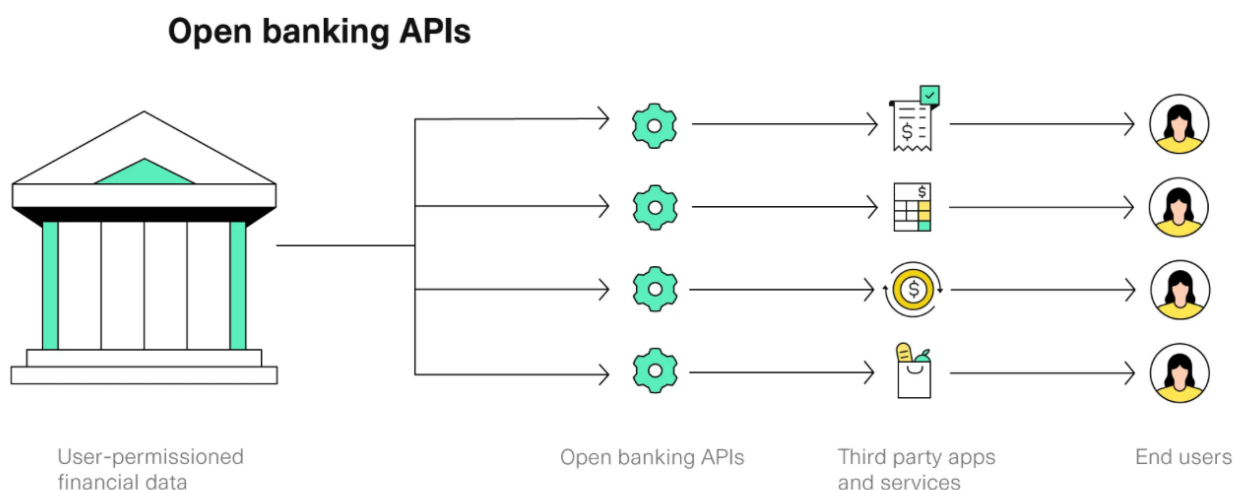 Open banking APIs
$
$
$
User-permissioned
financial data
Open banking APIs
Third party apps
and services
End users